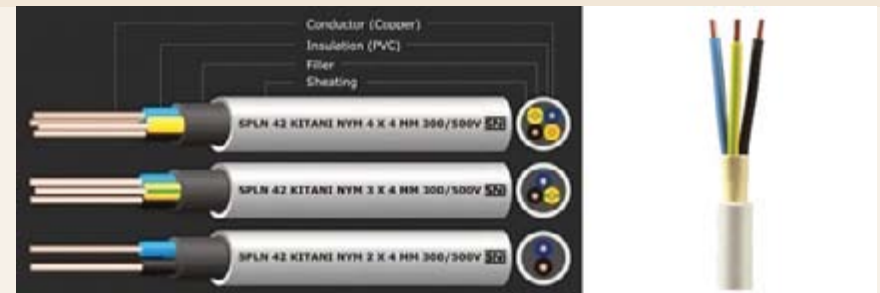 Conductor (Copper)
Insulation (PVC)
Filler
Sheating
SPLN 42 KITANI NYM 4 X 4 MM 300/500V SNI
SPLN 42 KITANI NYM 3 X 4 MM 300/500V SNI
SPLN 42 KITANI NYM 2 X 4 MM 300/500V SNI